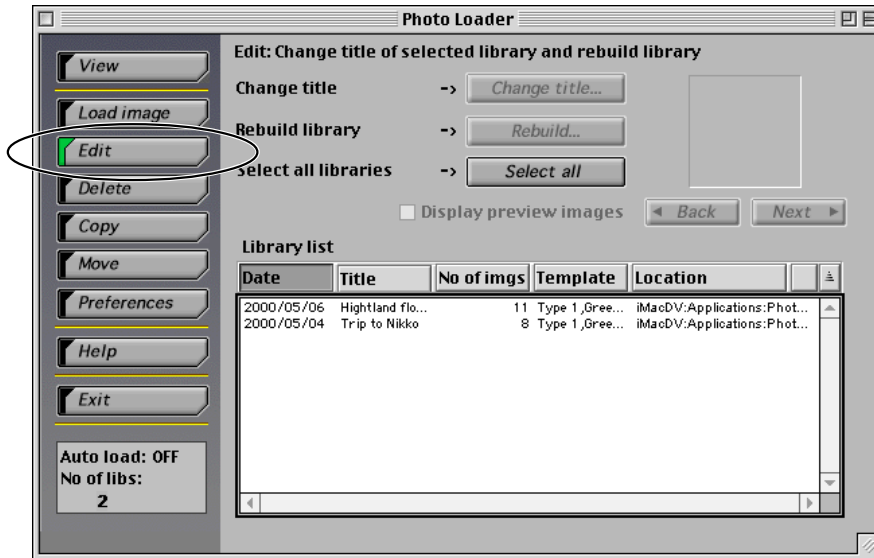 Photo Loader
View
Load image
Edit
Delete
Copy
Move
Preferences
Help
Exit
Auto load: OFF
No of libs:
2
Edit: Change title of selected library and rebuild library
Change title -> Change title...
Rebuild library -> Rebuild...
Select all libraries -> Select all
Display preview images Back Next
Library list
Date Title No of imgs Template Location
2000/05/06 Hightland flo... 11 Type 1 ,Gree... iMacDV:Applications:Phot...
2000/05/04 Trip to Nikko 8 Type 1 ,Gree... iMacDV:Applications:Phot...